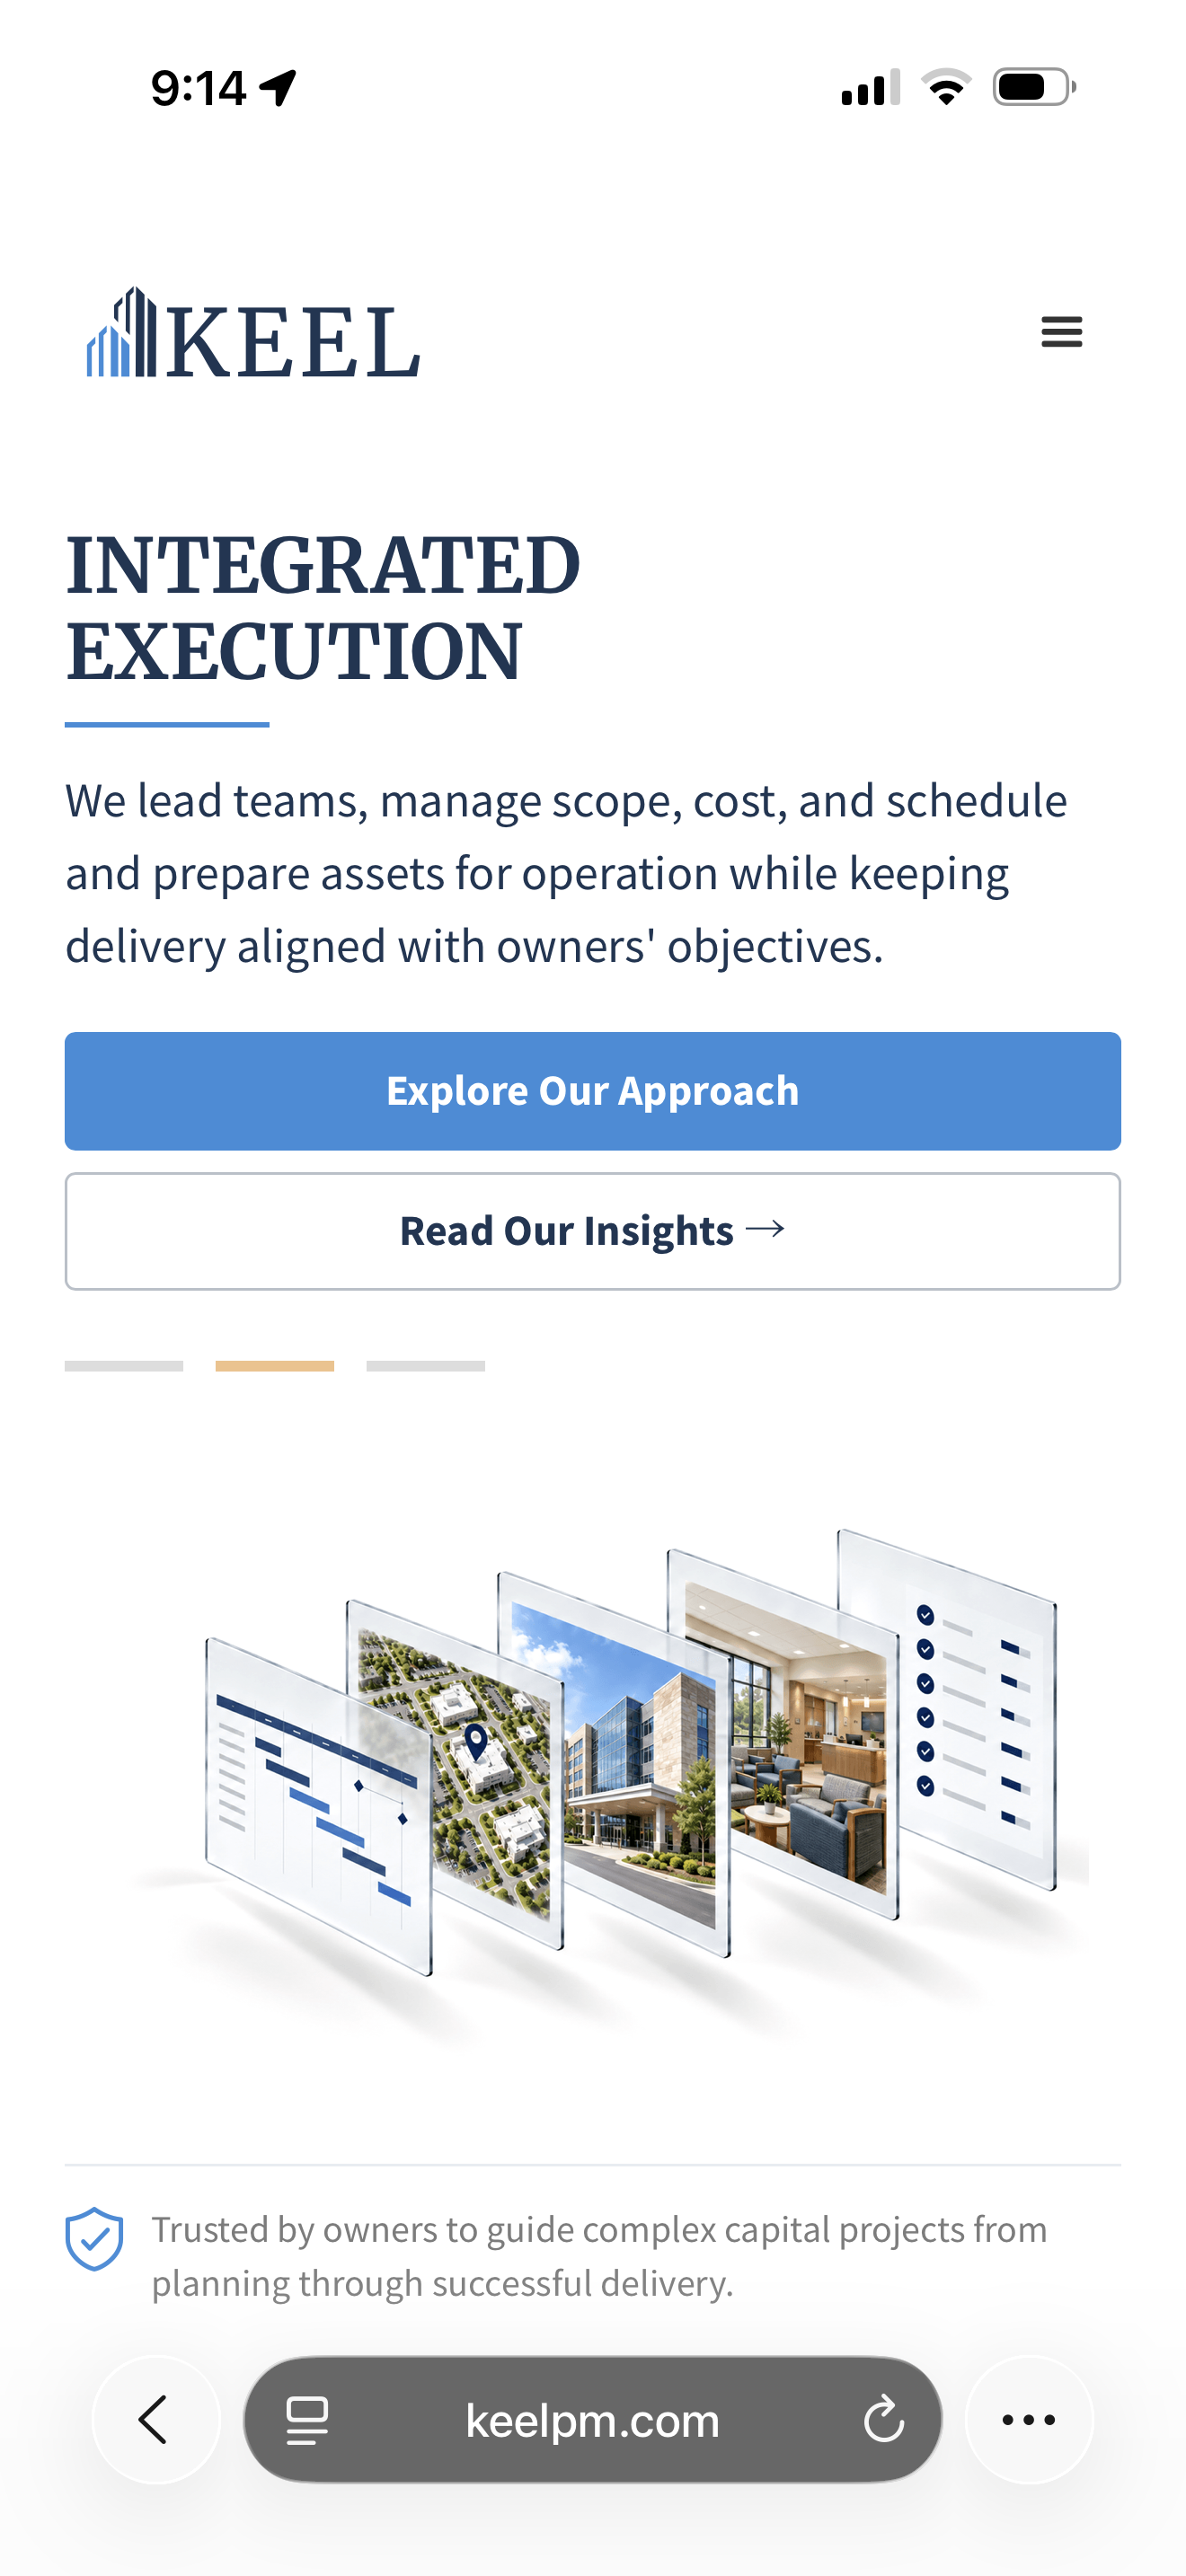 9:14
KEEL
INTEGRATED
EXECUTION
We lead teams, manage scope, cost, and schedule
and prepare assets for operation while keeping
delivery aligned with owners' objectives.
Explore Our Approach
Read Our Insights →
Trusted by owners to guide complex capital projects from
planning through successful delivery.
keelpm.com